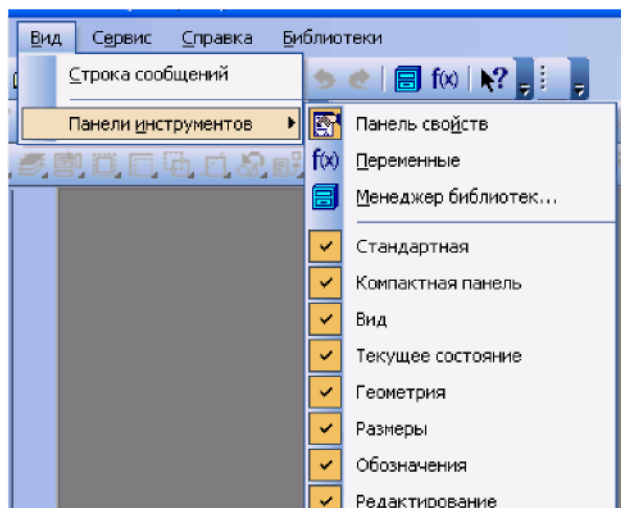 Вид Сервис Справка Библиотеки
Строка сообщений
f(x)
Панели инструментов
Панель свойств
f(x) Переменные
Менеджер библиотек...
Стандартная
Компактная панель
Вид
Текущее состояние
Геометрия
Размеры
Обозначения
Редактирование